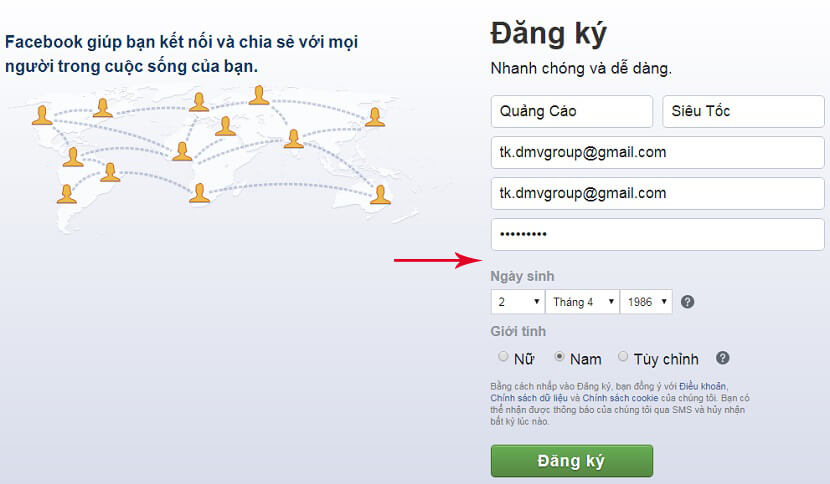 Facebook giúp bạn kết nối và chia sẻ với mọi
người trong cuộc sống của bạn.
Đăng ký
Nhanh chóng và dễ dàng.
Quảng Cáo
Siêu Tốc
tk.dmvgroup@gmail.com
tk.dmvgroup@gmail.com
•••••••••
Ngày sinh
2 Tháng 4 1986 ?
Giới tính
Nữ Nam Tùy chỉnh ?
Bằng cách nhấp vào Đăng ký, bạn đồng ý với Điều khoản,
Chính sách dữ liệu và Chính sách cookie của chúng tôi. Bạn có
thể nhận được thông báo của chúng tôi qua SMS và hủy nhận
bất kỳ lúc nào.
Đăng ký